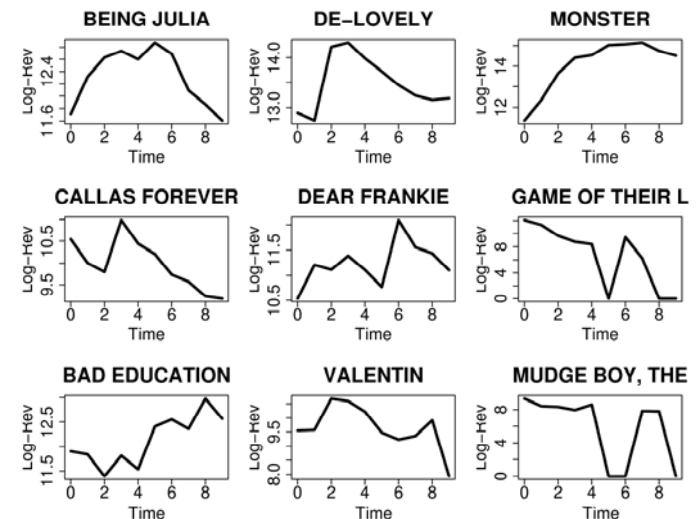 BEING JULIA
Log-Rev
11.6 12.4
0 2 4 6 8
Time
DE-LOVELY
Log-Rev
13.0 14.0
0 2 4 6 8
Time
MONSTER
Log-Rev
12 14
0 2 4 6 8
Time
CALLAS FOREVER
Log-Rev
9.5 10.5
0 2 4 6 8
Time
DEAR FRANKIE
Log-Rev
10.5 11.5
0 2 4 6 8
Time
GAME OF THEIR L
Log-Rev
0 4 8
0 2 4 6 8
Time
BAD EDUCATION
Log-Rev
11.5 12.5
0 2 4 6 8
Time
VALENTIN
Log-Rev
8.0 9.5
0 2 4 6 8
Time
MUDGE BOY, THE
Log-Rev
0 4 8
0 2 4 6 8
Time